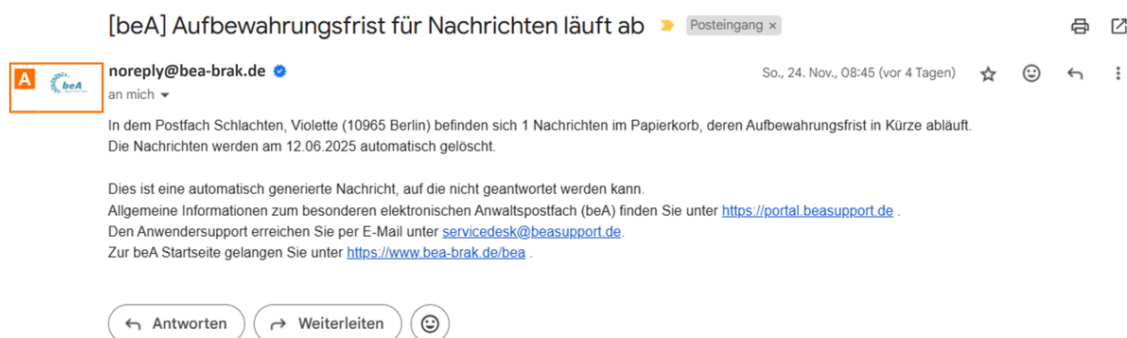 [beA] Aufbewahrungsfrist für Nachrichten läuft ab Posteingang ×
A beA noreply@bea-brak.de So., 24. Nov., 08:45 (vor 4 Tagen)
an mich
In dem Postfach Schlachten, Violette (10965 Berlin) befinden sich 1 Nachrichten im Papierkorb, deren Aufbewahrungsfrist in Kürze abläuft.
Die Nachrichten werden am 12.06.2025 automatisch gelöscht.
Dies ist eine automatisch generierte Nachricht, auf die nicht geantwortet werden kann.
Allgemeine Informationen zum besonderen elektronischen Anwaltspostfach (beA) finden Sie unter https://portal.beasupport.de .
Den Anwendersupport erreichen Sie per E-Mail unter servicedesk@beasupport.de.
Zur beA Startseite gelangen Sie unter https://www.bea-brak.de/bea .
Antworten Weiterleiten